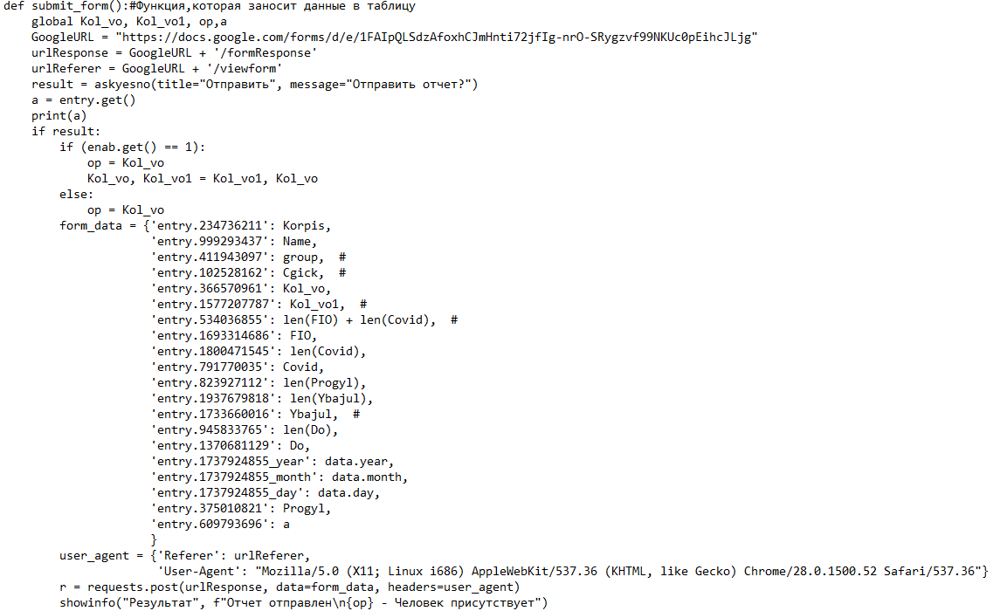 def submit_form():#Функция,которая заносит данные в таблицу
    global Kol_vo, Kol_vo1, op,a
    GoogleURL = "https://docs.google.com/forms/d/e/1FAIpQLSdzAfoxhCJmHnti72jfIg-nrO-SRygzvf99NKUc0pEihcJLjg"
    urlResponse = GoogleURL + '/formResponse'
    urlReferer = GoogleURL + '/viewform'
    result = askyesno(title="Отправить", message="Отправить отчет?")
    a = entry.get()
    print(a)
    if result:
        if (enab.get() == 1):
            op = Kol_vo
            Kol_vo, Kol_vo1 = Kol_vo1, Kol_vo
        else:
            op = Kol_vo
        form_data = {'entry.234736211': Korpis,
                     'entry.999293437': Name,
                     'entry.411943097': group,  #
                     'entry.102528162': Cgick,  #
                     'entry.366570961': Kol_vo,
                     'entry.1577207787': Kol_vo1,  #
                     'entry.534036855': len(FIO) + len(Covid),  #
                     'entry.1693314686': FIO,
                     'entry.1800471545': len(Covid),
                     'entry.791770035': Covid,
                     'entry.823927112': len(Progyl),
                     'entry.1937679818': len(Ybajul),
                     'entry.1733660016': Ybajul,  #
                     'entry.945833765': len(Do),
                     'entry.1370681129': Do,
                     'entry.1737924855_year': data.year,
                     'entry.1737924855_month': data.month,
                     'entry.1737924855_day': data.day,
                     'entry.375010821': Progyl,
                     'entry.609793696': a
                     }
        user_agent = {'Referer': urlReferer,
                      'User-Agent': "Mozilla/5.0 (X11; Linux i686) AppleWebKit/537.36 (KHTML, like Gecko) Chrome/28.0.1500.52 Safari/537.36"}
        r = requests.post(urlResponse, data=form_data, headers=user_agent)
        showinfo("Результат", f"Отчет отправлен\n{op} - Человек присутствует")